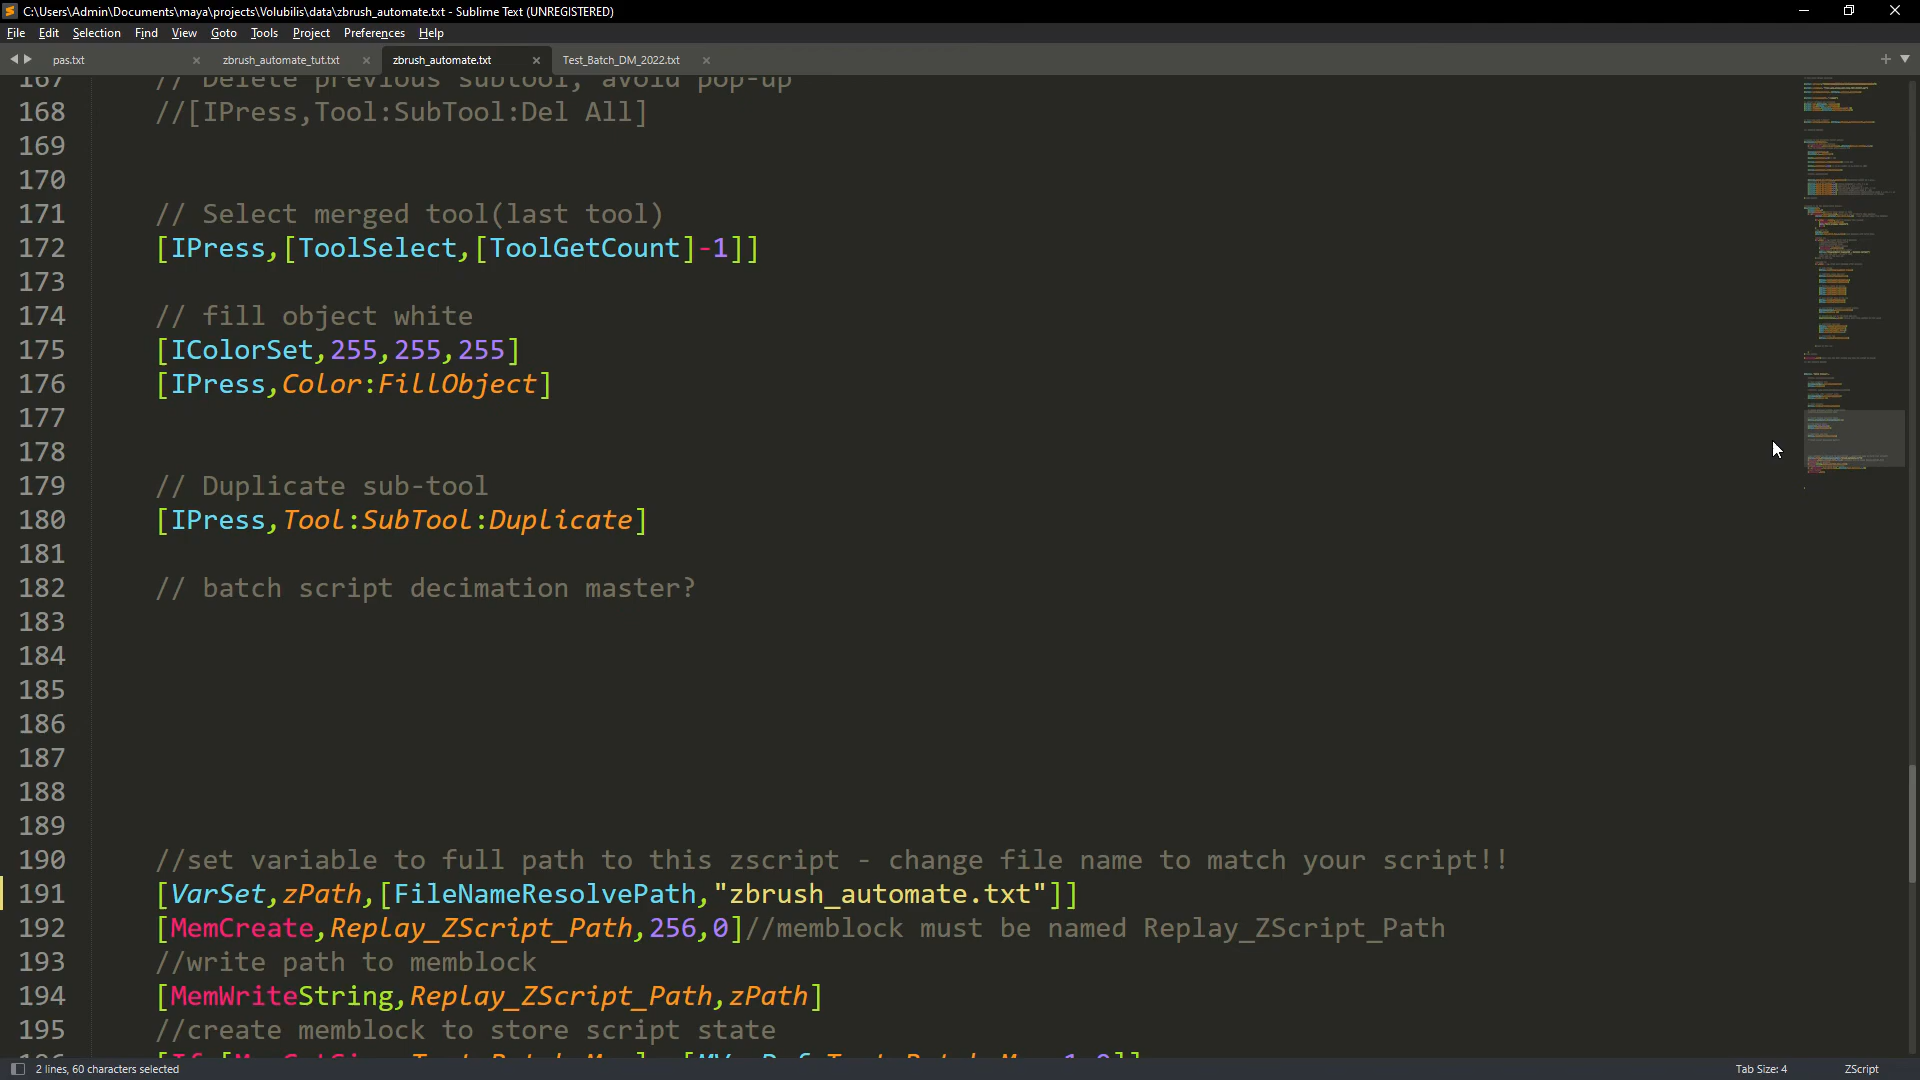 C:\Users\Admin\Documents\maya\projects\Volubilis\data\zbrush_automate.txt - Sublime Text (UNREGISTERED)
File Edit Selection Find View Goto Tools Project Preferences Help
pas.txt zbrush_automate_tut.txt zbrush_automate.txt Test_Batch_DM_2022.txt
167 // Delete previous subtool, avoid pop-up
168 //[IPress,Tool:SubTool:Del All]
169
170
171 // Select merged tool(last tool)
172 [IPress,[ToolSelect,[ToolGetCount]-1]]
173
174 // fill object white
175 [IColorSet,255,255,255]
176 [IPress,Color:FillObject]
177
178
179 // Duplicate sub-tool
180 [IPress,Tool:SubTool:Duplicate]
181
182 // batch script decimation master?
183
184
185
186
187
188
189
190 //set variable to full path to this zscript - change file name to match your script!!
191 [VarSet,zPath,[FileNameResolvePath,"zbrush_automate.txt"]]
192 [MemCreate,Replay_ZScript_Path,256,0]//memblock must be named Replay_ZScript_Path
193 //write path to memblock
194 [MemWriteString,Replay_ZScript_Path,zPath]
195 //create memblock to store script state
2 lines, 60 characters selected Tab Size: 4 ZScript